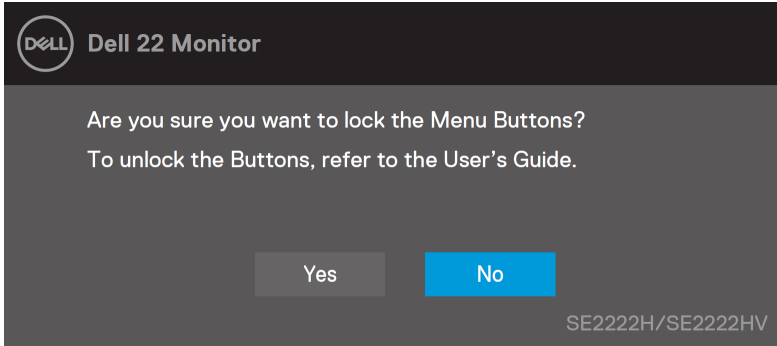 DELL Dell 22 Monitor
Are you sure you want to lock the Menu Buttons?
To unlock the Buttons, refer to the User’s Guide.
Yes No
SE2222H/SE2222HV